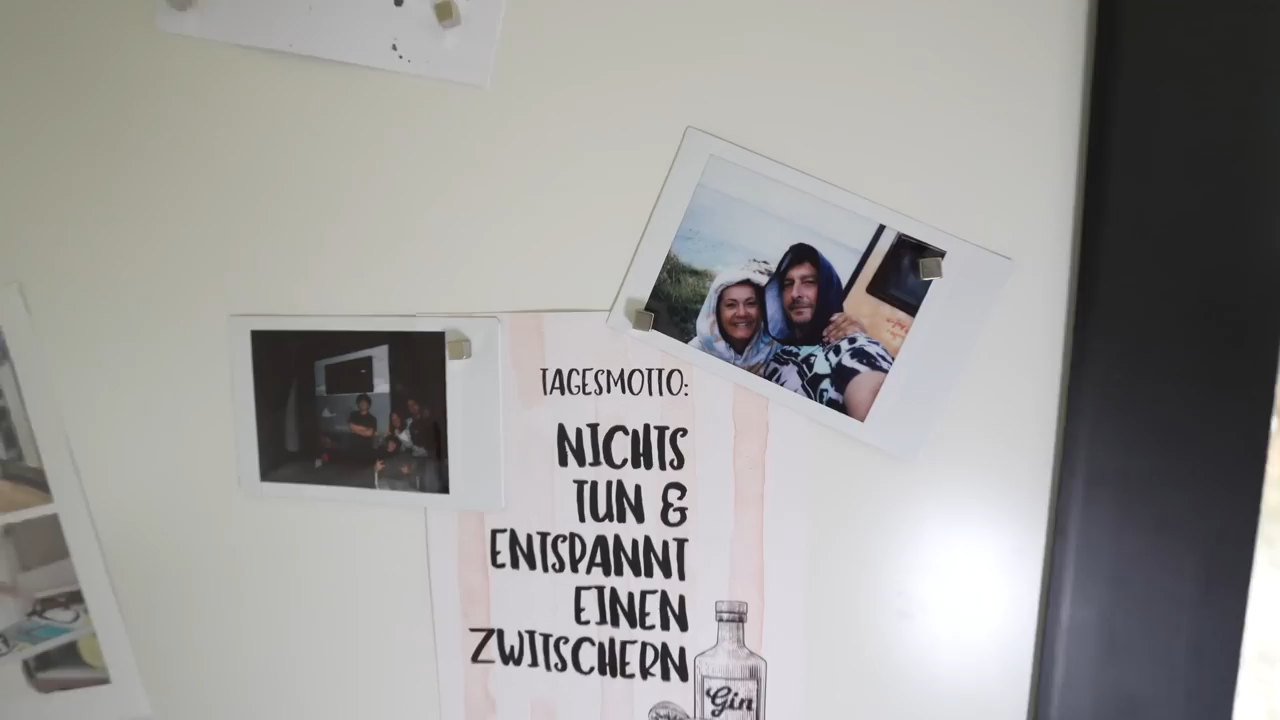 TAGESMOTTO:
NICHTS
TUN &
ENTSPANNT
EINEN
ZWITSCHERN
Gin